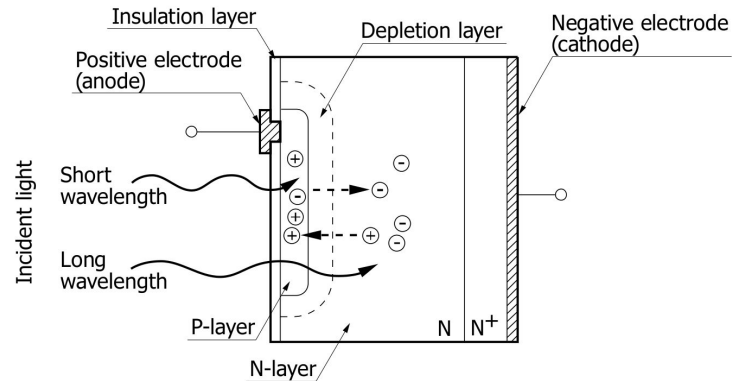 Insulation layer
Depletion layer
Negative electrode
(cathode)
Positive electrode
(anode)
Incident light
Short
wavelength
Long
wavelength
+
-
-
-
+
+
+
-
-
P-layer
N-layer
N
N+